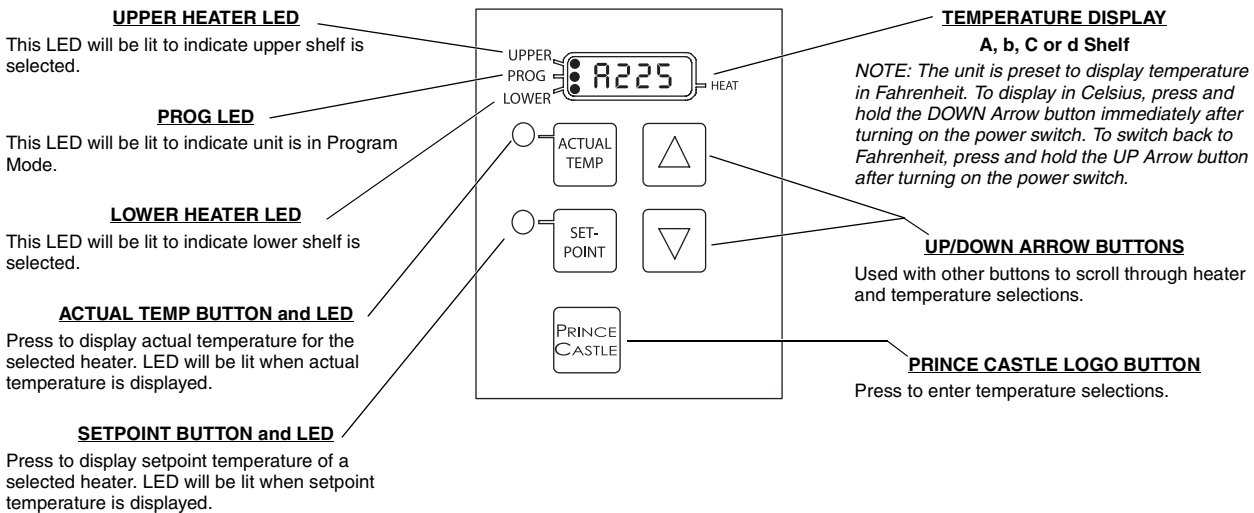 UPPER HEATER LED
This LED will be lit to indicate upper shelf is
selected.
PROG LED
This LED will be lit to indicate unit is in Program
Mode.
LOWER HEATER LED
This LED will be lit to indicate lower shelf is
selected.
ACTUAL TEMP BUTTON and LED
Press to display actual temperature for the
selected heater. LED will be lit when actual
temperature is displayed.
SETPOINT BUTTON and LED
Press to display setpoint temperature of a
selected heater. LED will be lit when setpoint
temperature is displayed.
UPPER
PROG
LOWER
A225
HEAT
ACTUAL
TEMP
SET-
POINT
PRINCE
CASTLE
TEMPERATURE DISPLAY
A, b, C or d Shelf
NOTE: The unit is preset to display temperature
in Fahrenheit. To display in Celsius, press and
hold the DOWN Arrow button immediately after
turning on the power switch. To switch back to
Fahrenheit, press and hold the UP Arrow button
after turning on the power switch.
UP/DOWN ARROW BUTTONS
Used with other buttons to scroll through heater
and temperature selections.
PRINCE CASTLE LOGO BUTTON
Press to enter temperature selections.